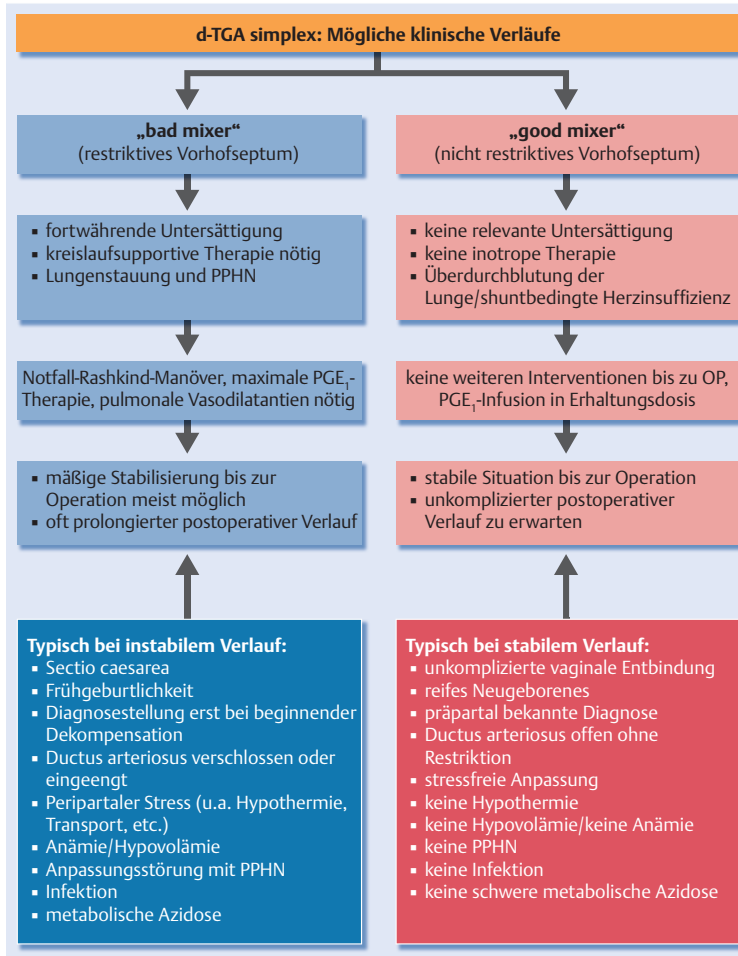 d-TGA simplex: Mögliche klinische Verläufe
„bad mixer“
(restriktives Vorhofseptum)
▪ fortwährende Untersättigung
▪ kreislaufsupportive Therapie nötig
▪ Lungenstauung und PPHN
Notfall-Rashkind-Manöver, maximale PGE₁-
Therapie, pulmonale Vasodilatantien nötig
▪ mäßige Stabilisierung bis zur
Operation meist möglich
▪ oft prolongierter postoperativer Verlauf
Typisch bei instabilem Verlauf:
▪ Sectio caesarea
▪ Frühgeburtlichkeit
▪ Diagnosestellung erst bei beginnender
Dekompensation
▪ Ductus arteriosus verschlossen oder
eingeengt
▪ Peripartaler Stress (u.a. Hypothermie,
Transport, etc.)
▪ Anämie/Hypovolämie
▪ Anpassungsstörung mit PPHN
▪ Infektion
▪ metabolische Azidose
„good mixer“
(nicht restriktives Vorhofseptum)
▪ keine relevante Untersättigung
▪ keine inotrope Therapie
▪ Überdurchblutung der
Lunge/shuntbedingte Herzinsuffizienz
keine weiteren Interventionen bis zu OP,
PGE₁-Infusion in Erhaltungsdosis
▪ stabile Situation bis zur Operation
▪ unkomplizierter postoperativer
Verlauf zu erwarten
Typisch bei stabilem Verlauf:
▪ unkomplizierte vaginale Entbindung
▪ reifes Neugeborenes
▪ präpartal bekannte Diagnose
▪ Ductus arteriosus offen ohne
Restriktion
▪ stressfreie Anpassung
▪ keine Hypothermie
▪ keine Hypovolämie/keine Anämie
▪ keine PPHN
▪ keine Infektion
▪ keine schwere metabolische Azidose